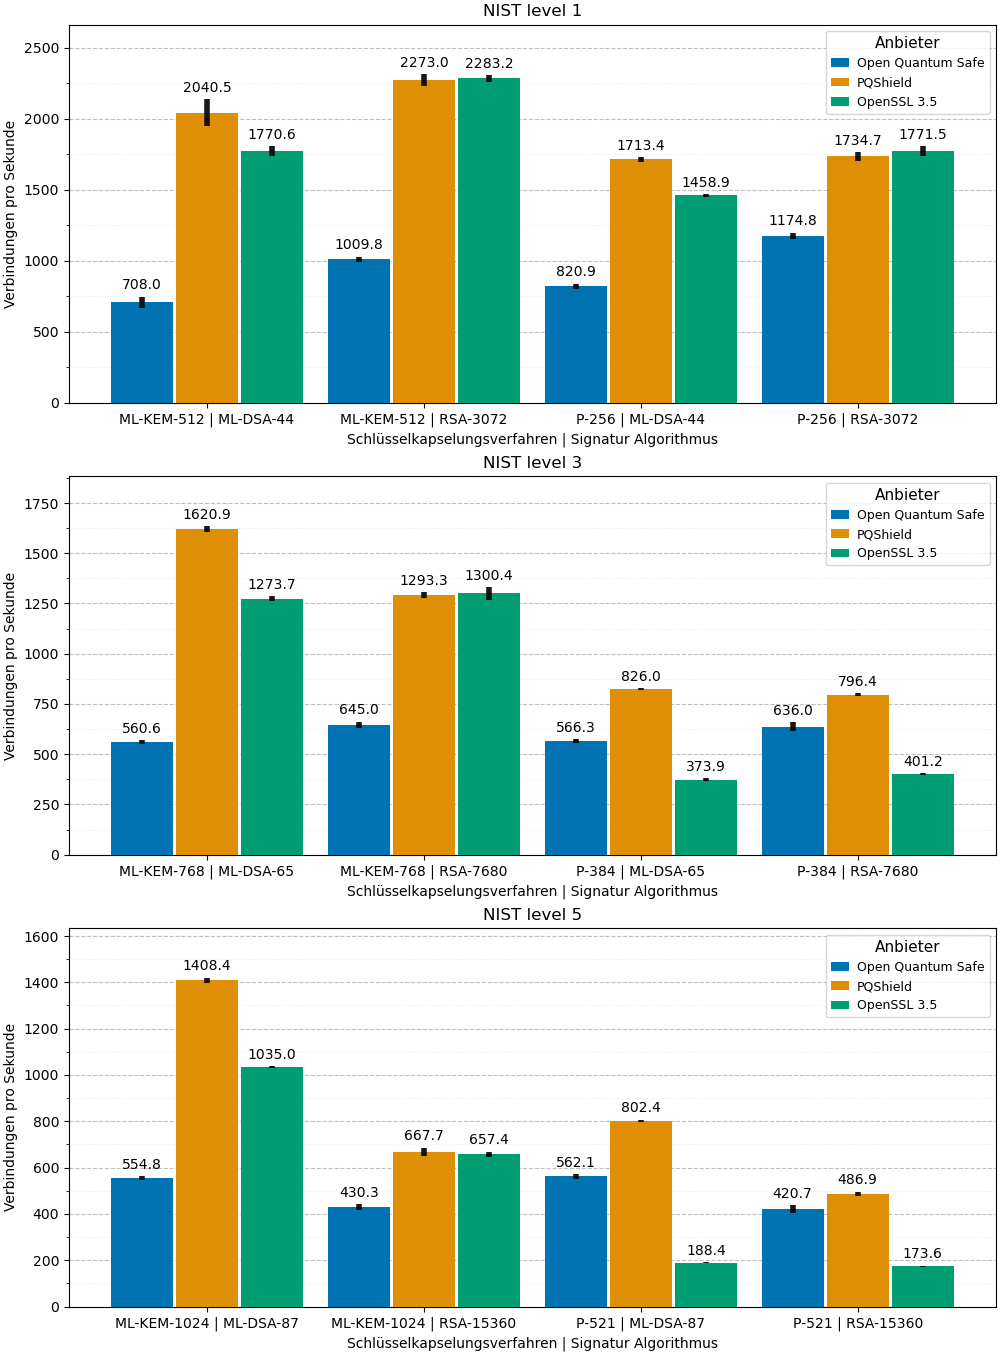 NIST level 1
Verbindungen pro Sekunde
2500
2000
1500
1000
500
0
Anbieter
Open Quantum Safe
PQShield
OpenSSL 3.5
708.0
2040.5
1770.6
1009.8
2273.0
2283.2
820.9
1713.4
1458.9
1174.8
1734.7
1771.5
ML-KEM-512 | ML-DSA-44
ML-KEM-512 | RSA-3072
P-256 | ML-DSA-44
P-256 | RSA-3072
Schlüsselkapselungsverfahren | Signatur Algorithmus
NIST level 3
Verbindungen pro Sekunde
1750
1500
1250
1000
750
500
250
0
Anbieter
Open Quantum Safe
PQShield
OpenSSL 3.5
560.6
1620.9
1273.7
645.0
1293.3
1300.4
566.3
826.0
373.9
636.0
796.4
401.2
ML-KEM-768 | ML-DSA-65
ML-KEM-768 | RSA-7680
P-384 | ML-DSA-65
P-384 | RSA-7680
Schlüsselkapselungsverfahren | Signatur Algorithmus
NIST level 5
Verbindungen pro Sekunde
1600
1400
1200
1000
800
600
400
200
0
Anbieter
Open Quantum Safe
PQShield
OpenSSL 3.5
554.8
1408.4
1035.0
430.3
667.7
657.4
562.1
802.4
188.4
420.7
486.9
173.6
ML-KEM-1024 | ML-DSA-87
ML-KEM-1024 | RSA-15360
P-521 | ML-DSA-87
P-521 | RSA-15360
Schlüsselkapselungsverfahren | Signatur Algorithmus